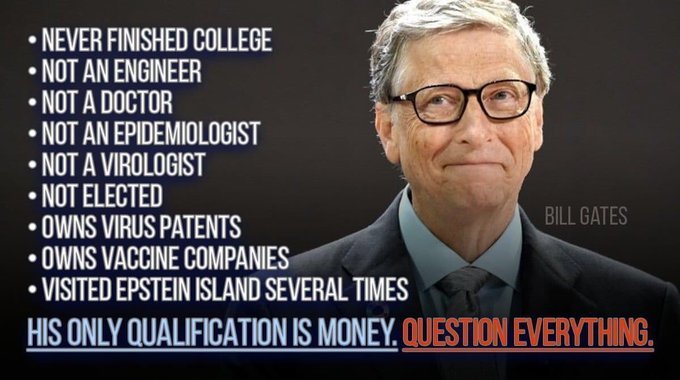 • NEVER FINISHED COLLEGE
• NOT AN ENGINEER
• NOT A DOCTOR
• NOT AN EPIDEMIOLOGIST
• NOT A VIROLOGIST
• NOT ELECTED
• OWNS VIRUS PATENTS
• OWNS VACCINE COMPANIES
• VISITED EPSTEIN ISLAND SEVERAL TIMES
BILL GATES
HIS ONLY QUALIFICATION IS MONEY. QUESTION EVERYTHING.